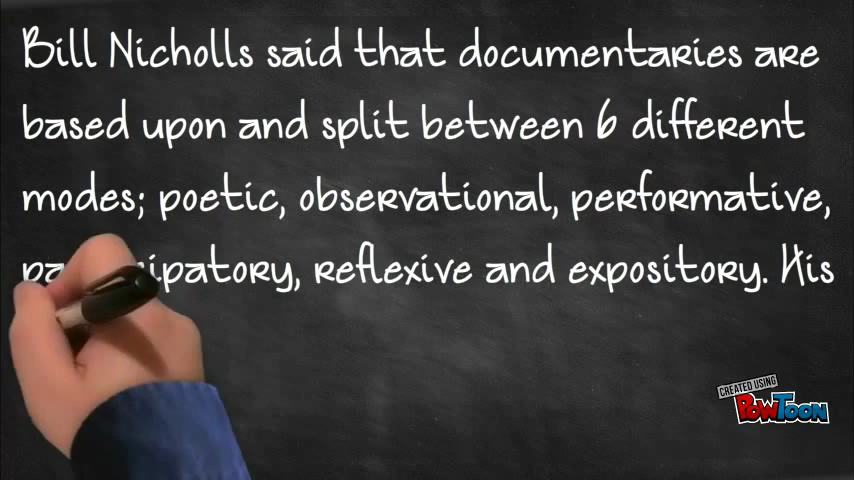 Bill Nicholls said that documentaries are
based upon and split between 6 different
modes; poetic, observational, performative,
reflexive and expository. His
CREATED USING
POWTOON